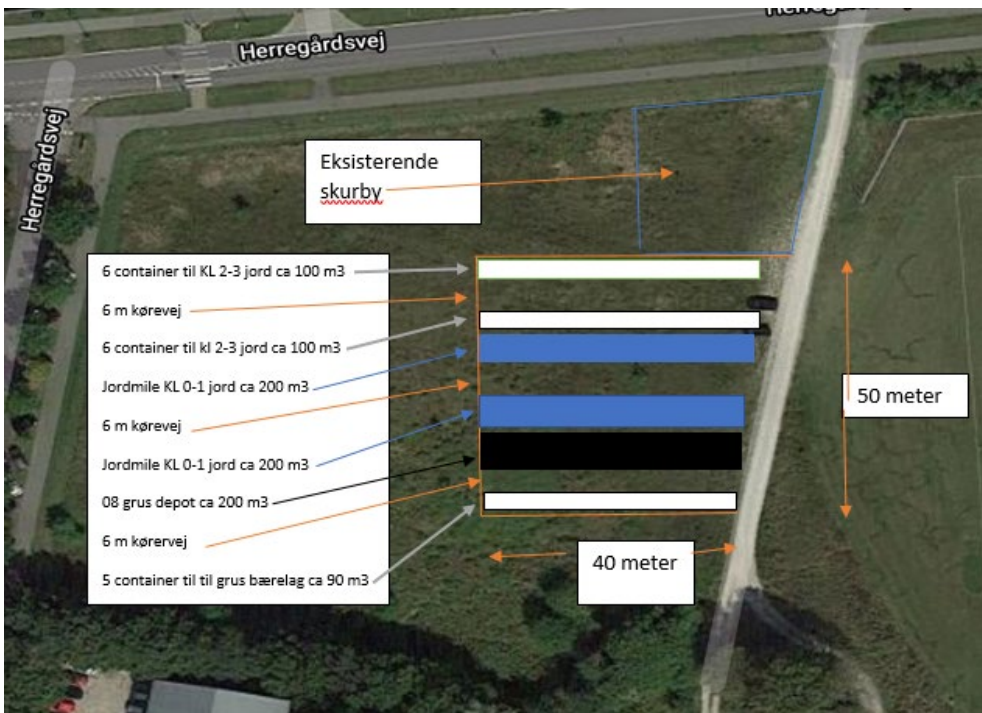 Herregårdsvej
Herregårdsvej
Eksisterende
skurby
6 container til KL 2-3 jord ca 100 m3
6 m kørevej
6 container til kl 2-3 jord ca 100 m3
Jordmile KL 0-1 jord ca 200 m3
6 m kørevej
Jordmile KL 0-1 jord ca 200 m3
08 grus depot ca 200 m3
6 m kørervej
5 container til til grus bærelag ca 90 m3
50 meter
40 meter
Herregårdsvej